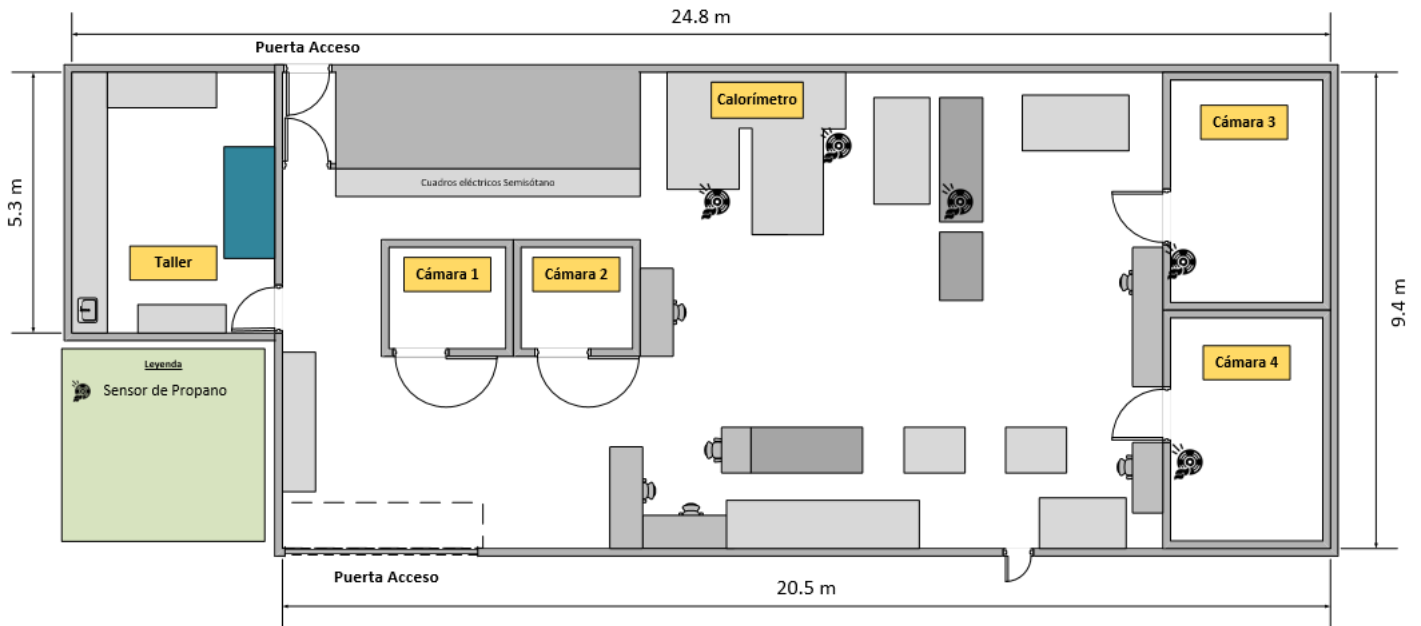 24.8 m
Puerta Acceso
Calorímetro
Cámara 3
5.3 m
Cuadros eléctricos Semisótano
Taller
Cámara 1
Cámara 2
9.4 m
Leyenda
Sensor de Propano
Cámara 4
Puerta Acceso
20.5 m